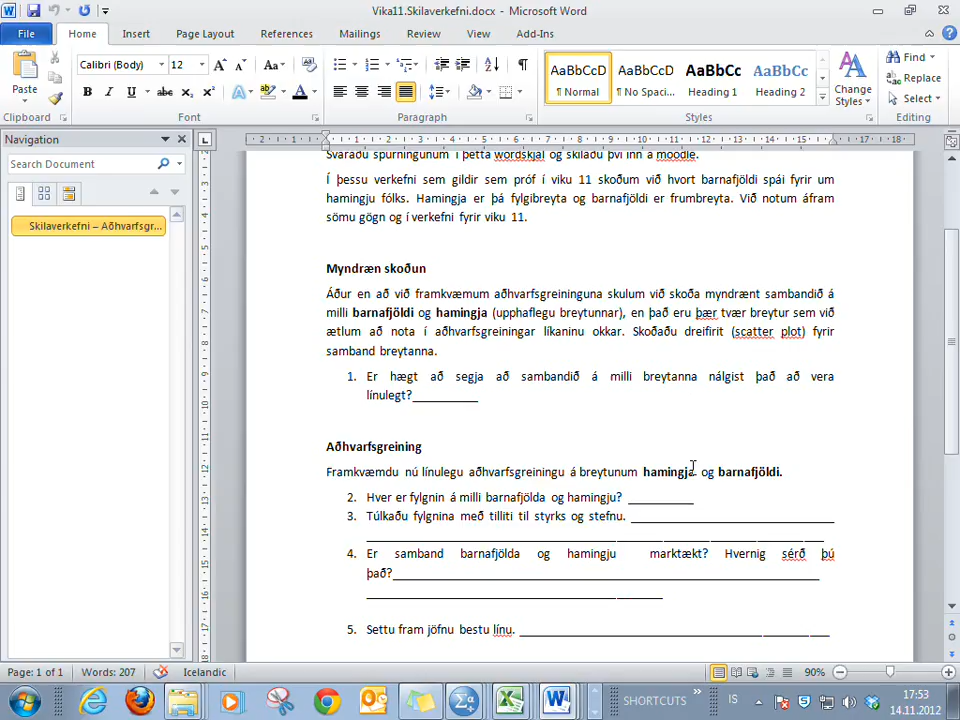 Vika11.Skilaverkefni.docx - Microsoft Word
File Home Insert Page Layout References Mailings Review View Add-Ins
Paste
Calibri (Body) 12
AaBbCcD AaBbCcD AaBbCc AaBbCc
¶ Normal ¶ No Spaci... Heading 1 Heading 2
Change Styles
Find
Replace
Select
Clipboard Font Paragraph Styles Editing
Navigation
Search Document
Skilaverkefni – Aðhvarfsgr...
Svaraðu spurningunum í þetta wordskjal og skilaðu því inn á moodle.
Í þessu verkefni sem gildir sem próf í viku 11 skoðum við hvort barnafjöldi spái fyrir um
hamingju fólks. Hamingja er þá fylgibreyta og barnafjöldi er frumbreyta. Við notum áfram
sömu gögn og í verkefni fyrir viku 11.
Myndræn skoðun
Áður en að við framkvæmum aðhvarfsgreininguna skulum við skoða myndrænt sambandið á
milli barnafjöldi og hamingja (upphaflegu breytunnar), en það eru þær tvær breytur sem við
ætlum að nota í aðhvarfsgreiningar líkaninu okkar. Skoðaðu dreifirit (scatter plot) fyrir
samband breytanna.
1. Er hægt að segja að sambandið á milli breytanna nálgist það að vera
línulegt?__________
Aðhvarfsgreining
Framkvæmdu nú línulegu aðhvarfsgreiningu á breytunum hamingja og barnafjöldi.
2. Hver er fylgnin á milli barnafjölda og hamingju? __________
3. Túlkaðu fylgnina með tilliti til styrks og stefnu. __________
4. Er samband barnafjölda og hamingju marktækt? Hvernig sérð þú
það?__________
5. Settu fram jöfnu bestu línu. __________
Page: 1 of 1 Words: 207 Icelandic 90%
SHORTCUTS IS 17:53
14.11.2012